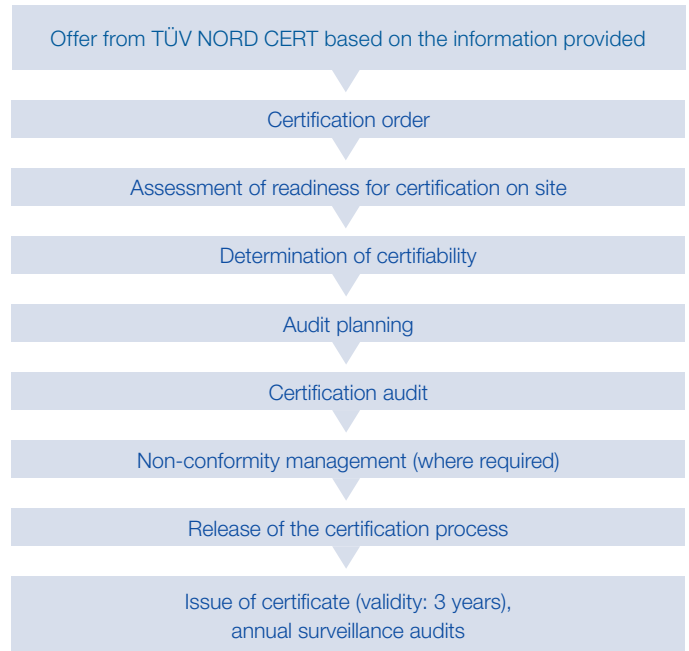 Offer from TÜV NORD CERT based on the information provided
Certification order
Assessment of readiness for certification on site
Determination of certifiability
Audit planning
Certification audit
Non-conformity management (where required)
Release of the certification process
Issue of certificate (validity: 3 years),
annual surveillance audits